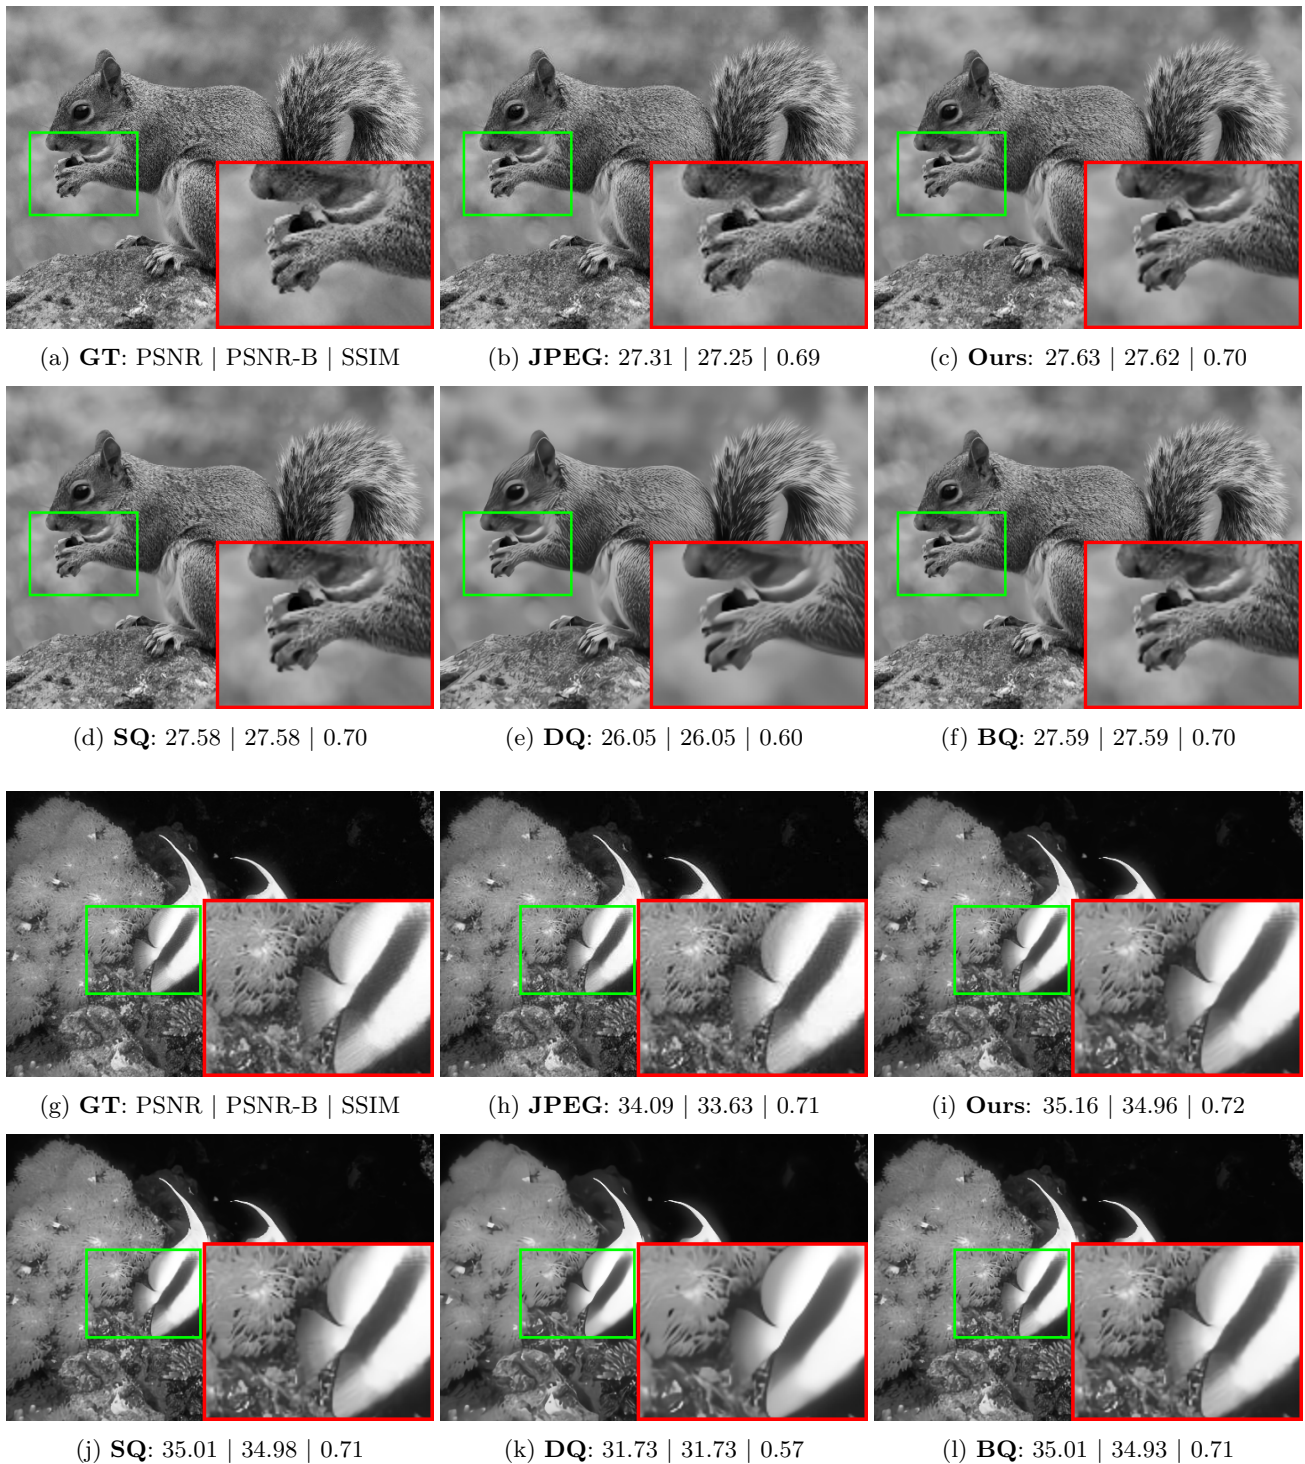 (a) GT: PSNR | PSNR-B | SSIM
(b) JPEG: 27.31 | 27.25 | 0.69
(c) Ours: 27.63 | 27.62 | 0.70
(d) SQ: 27.58 | 27.58 | 0.70
(e) DQ: 26.05 | 26.05 | 0.60
(f) BQ: 27.59 | 27.59 | 0.70
(g) GT: PSNR | PSNR-B | SSIM
(h) JPEG: 34.09 | 33.63 | 0.71
(i) Ours: 35.16 | 34.96 | 0.72
(j) SQ: 35.01 | 34.98 | 0.71
(k) DQ: 31.73 | 31.73 | 0.57
(l) BQ: 35.01 | 34.93 | 0.71